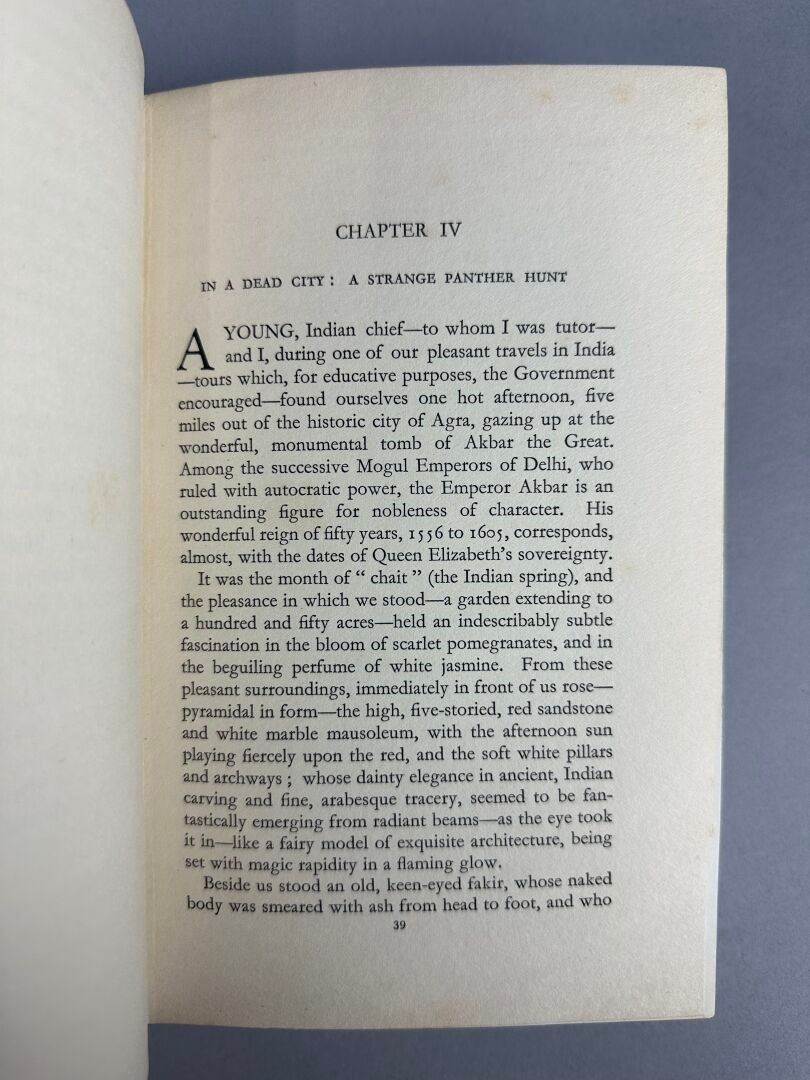 CHAPTER IV
IN A DEAD CITY: A STRANGE PANTHER HUNT
A YOUNG, Indian chief—to whom I was tutor—
and I, during one of our pleasant travels in India
—tours which, for educative purposes, the Government
encouraged—found ourselves one hot afternoon, five
miles out of the historic city of Agra, gazing up at the
wonderful, monumental tomb of Akbar the Great.
Among the successive Mogul Emperors of Delhi, who
ruled with autocratic power, the Emperor Akbar is an
outstanding figure for nobleness of character. His
wonderful reign of fifty years, 1556 to 1605, corresponds,
almost, with the dates of Queen Elizabeth's sovereignty.
It was the month of “ chait ” (the Indian spring), and
the pleasance in which we stood—a garden extending to
a hundred and fifty acres—held an indescribably subtle
fascination in the bloom of scarlet pomegranates, and in
the beguiling perfume of white jasmine. From these
pleasant surroundings, immediately in front of us rose—
pyramidal in form—the high, five-storied, red sandstone
and white marble mausoleum, with the afternoon sun
playing fiercely upon the red, and the soft white pillars
and archways ; whose dainty elegance in ancient, Indian
carving and fine, arabesque tracery, seemed to be fan-
tastically emerging from radiant beams—as the eye took
it in—like a fairy model of exquisite architecture, being
set with magic rapidity in a flaming glow.
Beside us stood an old, keen-eyed fakir, whose naked
body was smeared with ash from head to foot, and who
39